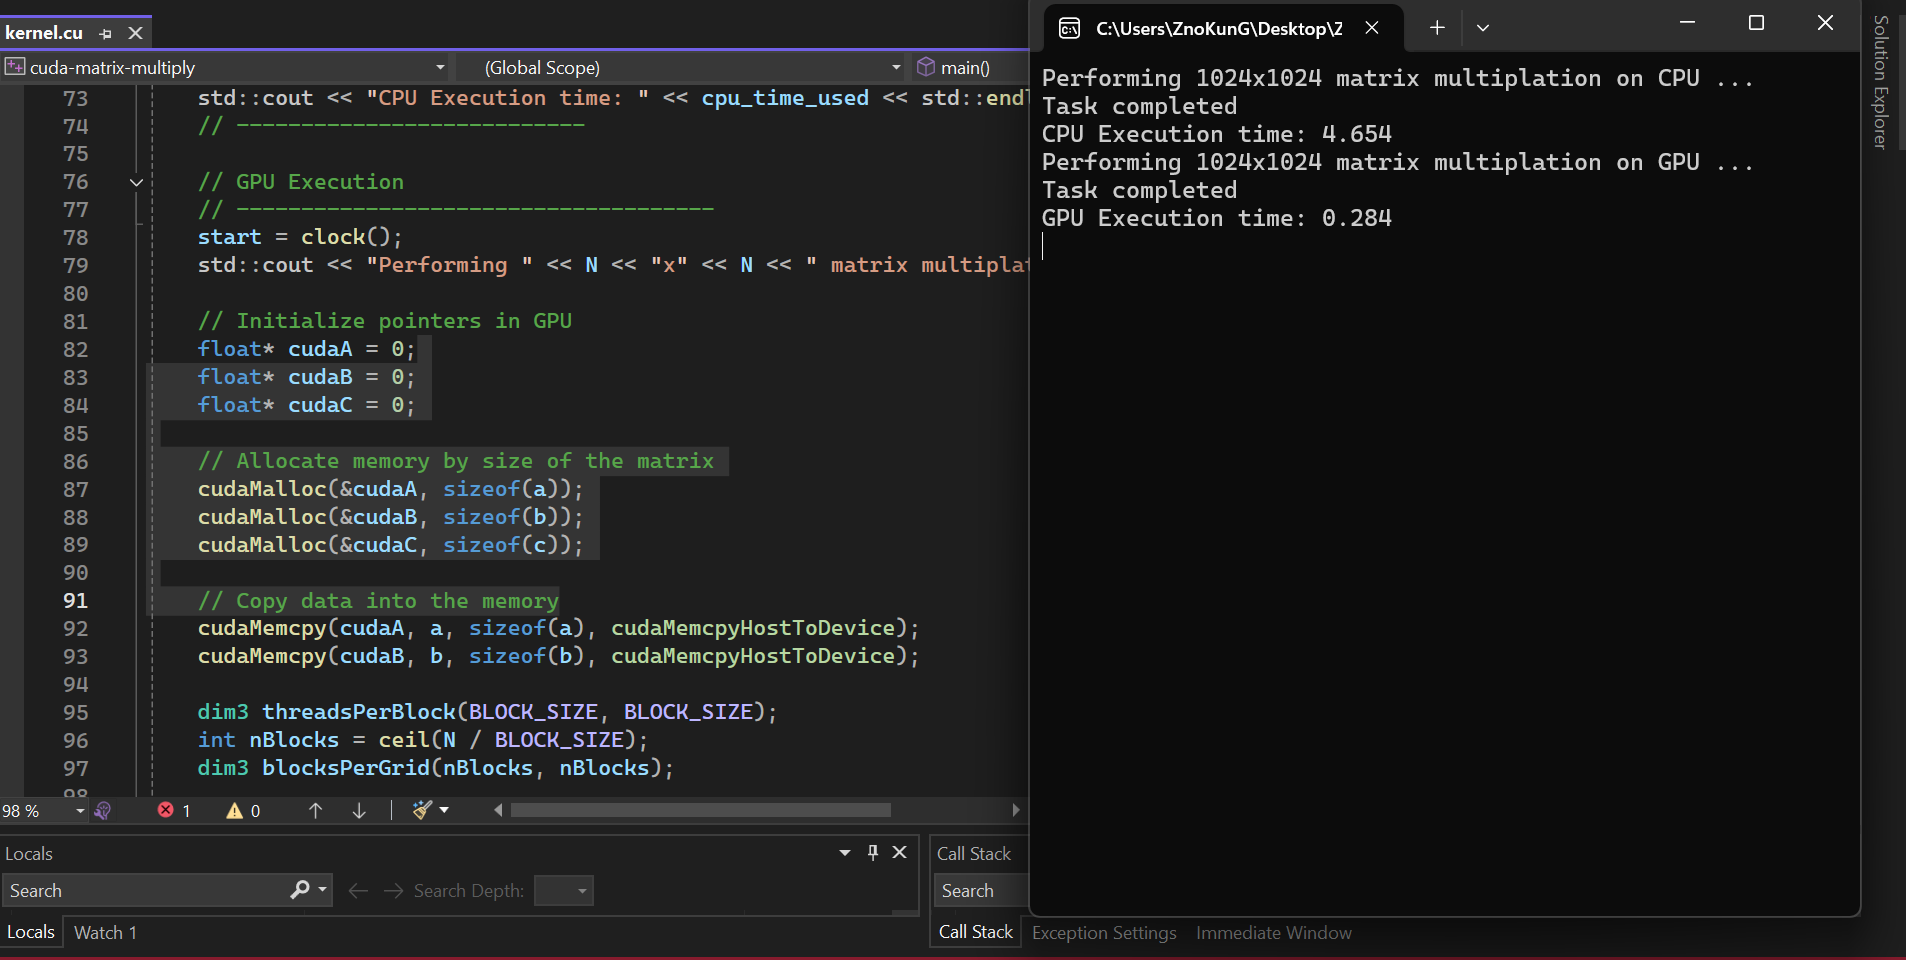 kernel.cu
cuda-matrix-multiply
(Global Scope)
main()
73 std::cout << "CPU Execution time: " << cpu_time_used << std::endl
74 // ---------------------------
75
76 // GPU Execution
77 // -------------------------------------
78 start = clock();
79 std::cout << "Performing " << N << "x" << N << " matrix multiplat
80
81 // Initialize pointers in GPU
82 float* cudaA = 0;
83 float* cudaB = 0;
84 float* cudaC = 0;
85
86 // Allocate memory by size of the matrix
87 cudaMalloc(&cudaA, sizeof(a));
88 cudaMalloc(&cudaB, sizeof(b));
89 cudaMalloc(&cudaC, sizeof(c));
90
91 // Copy data into the memory
92 cudaMemcpy(cudaA, a, sizeof(a), cudaMemcpyHostToDevice);
93 cudaMemcpy(cudaB, b, sizeof(b), cudaMemcpyHostToDevice);
94
95 dim3 threadsPerBlock(BLOCK_SIZE, BLOCK_SIZE);
96 int nBlocks = ceil(N / BLOCK_SIZE);
97 dim3 blocksPerGrid(nBlocks, nBlocks);
98
98 %
1
0
Locals
Search
Search Depth:
Locals
Watch 1
Call Stack
Search
Call Stack
Exception Settings
Immediate Window
C:\Users\ZnoKunG\Desktop\Z
Performing 1024x1024 matrix multiplation on CPU ...
Task completed
CPU Execution time: 4.654
Performing 1024x1024 matrix multiplation on GPU ...
Task completed
GPU Execution time: 0.284
Solution Explorer